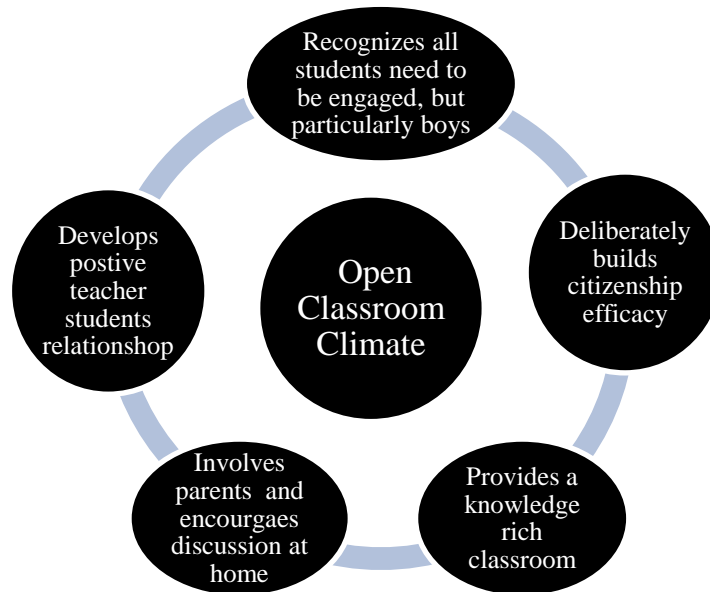 Recognizes all
students need to
be engaged, but
particularly boys
Deliberately
builds
citizenship
efficacy
Provides a
knowledge
rich
classroom
Involves
parents and
encourgaes
discussion at
home
Develops
postive
teacher
students
relationshop
Open
Classroom
Climate